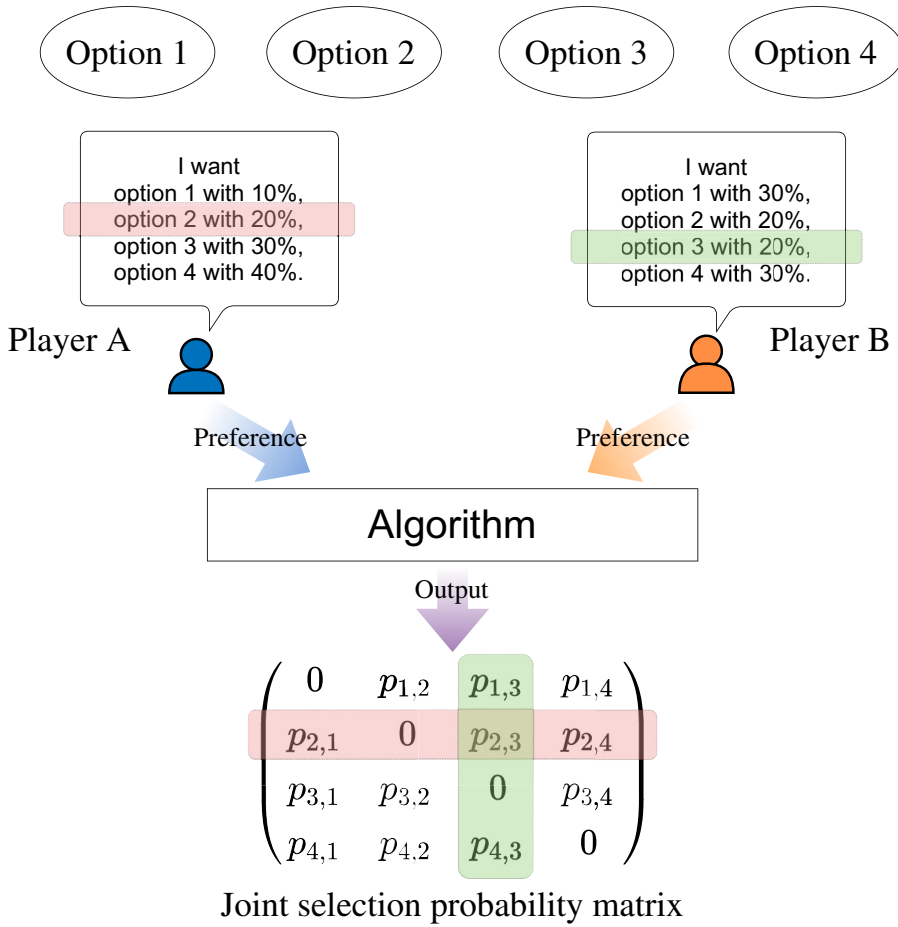 Option 1 Option 2 Option 3 Option 4
I want
option 1 with 10%,
option 2 with 20%,
option 3 with 30%,
option 4 with 40%.
I want
option 1 with 30%,
option 2 with 20%,
option 3 with 20%,
option 4 with 30%.
Player A
Player B
Preference
Preference
Algorithm
Output
0 p1,2 p1,3 p1,4
p2,1 0 p2,3 p2,4
p3,1 p3,2 0 p3,4
p4,1 p4,2 p4,3 0
Joint selection probability matrix